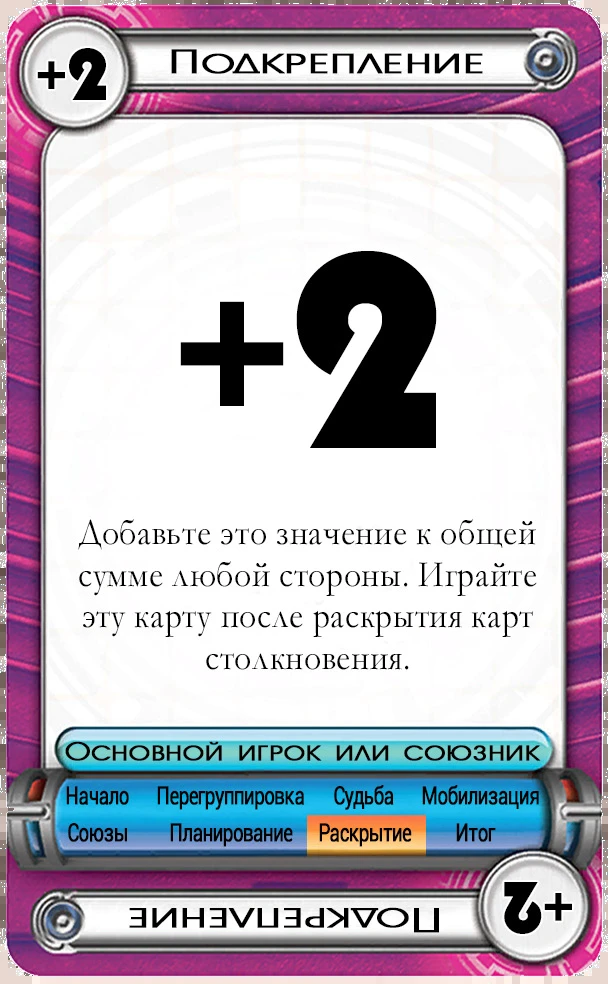 +2 Подкрепление
+2
Добавьте это значение к общей
сумме любой стороны. Играйте
эту карту после раскрытия карт
столкновения.
Основной игрок или союзник
Начало Перегруппировка Судьба Мобилизация
Союзы Планирование Раскрытие Итог
Подкрепление +2